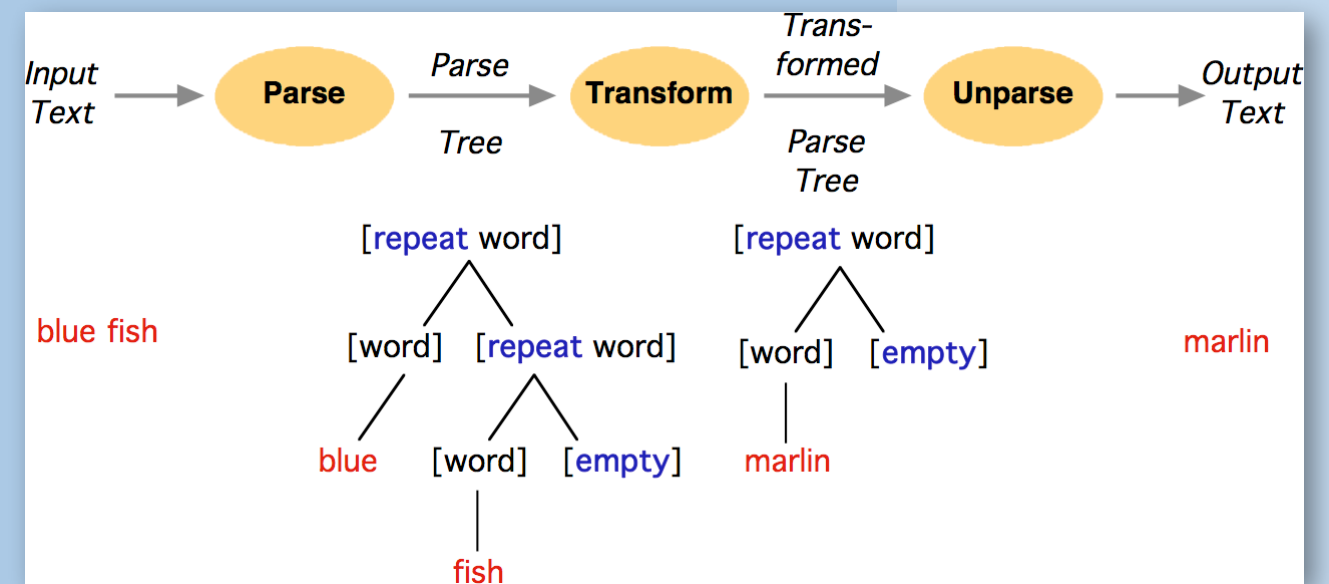 Input
Text
Parse
Parse
Tree
Transform
Trans-
formed
Parse
Tree
Unparse
Output
Text
[repeat word]
[repeat word]
blue fish
[word]
[repeat word]
[word]
[empty]
marlin
blue
[word]
[empty]
marlin
fish